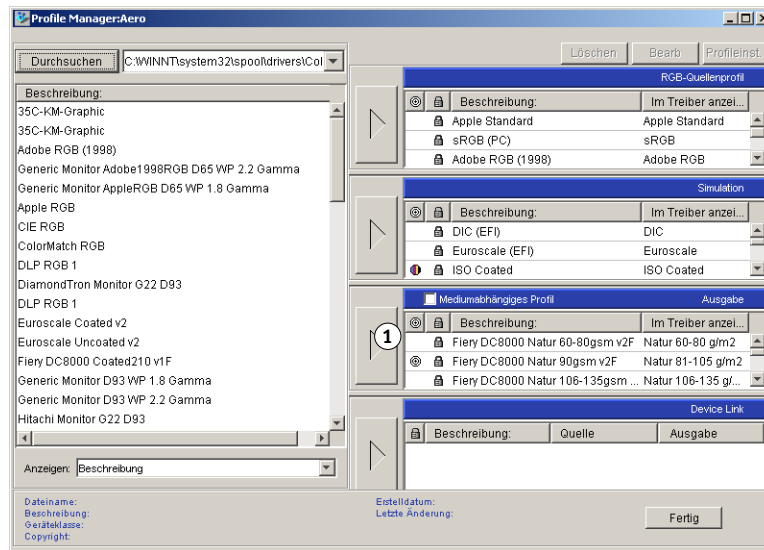 Profile Manager:Aero
Löschen
Bearb
Profileinst.
Durchsuchen
C:\WINNT\system32\spool\drivers\Col
Beschreibung:
35C-KM-Graphic
35C-KM-Graphic
Adobe RGB (1998)
Generic Monitor Adobe1998RGB D65 WP 2.2 Gamma
Generic Monitor AppleRGB D65 WP 1.8 Gamma
Apple RGB
CIE RGB
ColorMatch RGB
DLP RGB 1
DiamondTron Monitor G22 D93
DLP RGB 1
Euroscale Coated v2
Euroscale Uncoated v2
Fiery DC8000 Coated210 v1F
Generic Monitor D93 WP 1.8 Gamma
Generic Monitor D93 WP 2.2 Gamma
Hitachi Monitor G22 D93
Anzeigen: Beschreibung
RGB-Quellenprofil
Beschreibung: Im Treiber anzei...
Apple Standard Apple Standard
sRGB (PC) sRGB
Adobe RGB (1998) Adobe RGB
Simulation
Beschreibung: Im Treiber anzei...
DIC (EFI) DIC
Euroscale (EFI) Euroscale
ISO Coated ISO Coated
Mediumabhängiges Profil Ausgabe
1
Beschreibung: Im Treiber anzei...
Fiery DC8000 Natur 60-80gsm v2F Natur 60-80 g/m2
Fiery DC8000 Natur 90gsm v2F Natur 81-105 g/m2
Fiery DC8000 Natur 106-135gsm ... Natur 106-135 g/...
Device Link
Beschreibung: Quelle Ausgabe
Dateiname:
Beschreibung:
Geräteklasse:
Copyright:
Erstelldatum:
Letzte Änderung:
Fertig